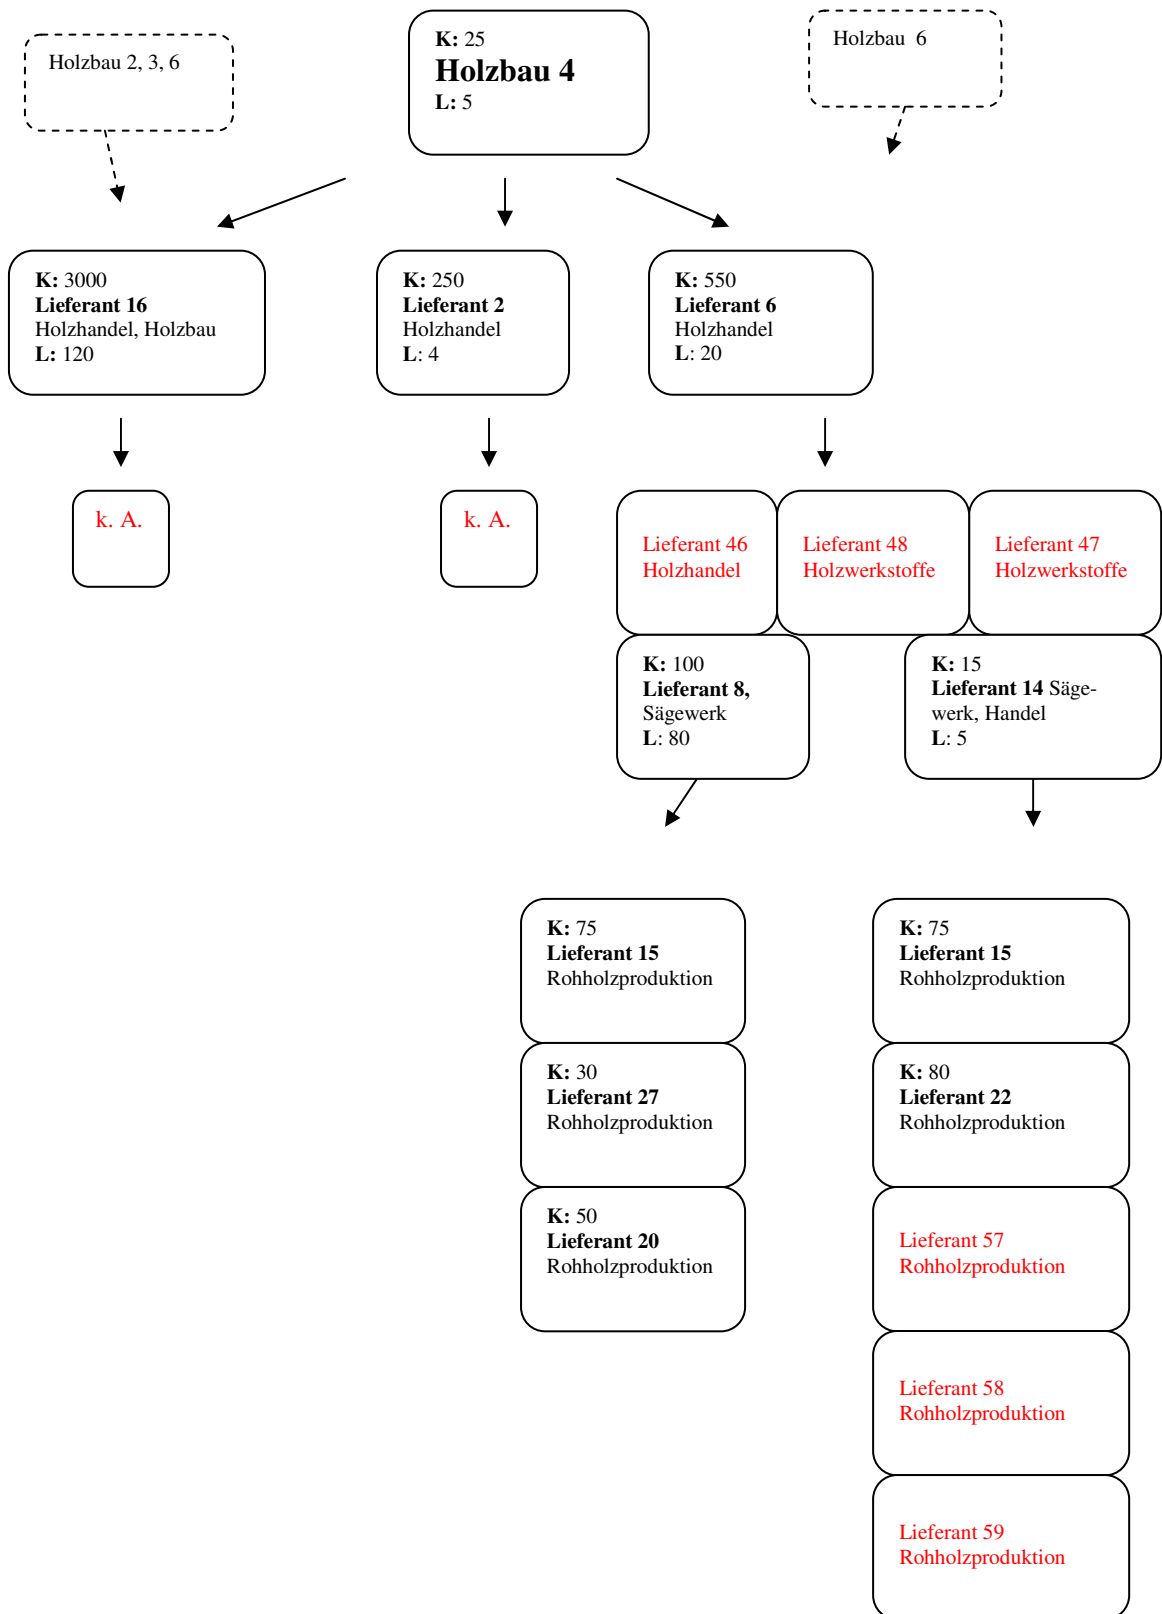 Holzbau 2, 3, 6
K: 25
Holzbau 4
L: 5
Holzbau  6
K: 3000
Lieferant 16
Holzhandel, Holzbau
L: 120
K: 250
Lieferant 2
Holzhandel
L: 4
K: 550
Lieferant 6
Holzhandel
L: 20
k. A.
k. A.
Lieferant 46
Holzhandel
Lieferant 48
Holzwerkstoffe
Lieferant 47
Holzwerkstoffe
K: 100
Lieferant 8,
Sägewerk
L: 80
K: 15
Lieferant 14 Säge-
werk, Handel
L: 5
K: 75
Lieferant 15
Rohholzproduktion
K: 30
Lieferant 27
Rohholzproduktion
K: 50
Lieferant 20
Rohholzproduktion
K: 75
Lieferant 15
Rohholzproduktion
K: 80
Lieferant 22
Rohholzproduktion
Lieferant 57
Rohholzproduktion
Lieferant 58
Rohholzproduktion
Lieferant 59
Rohholzproduktion